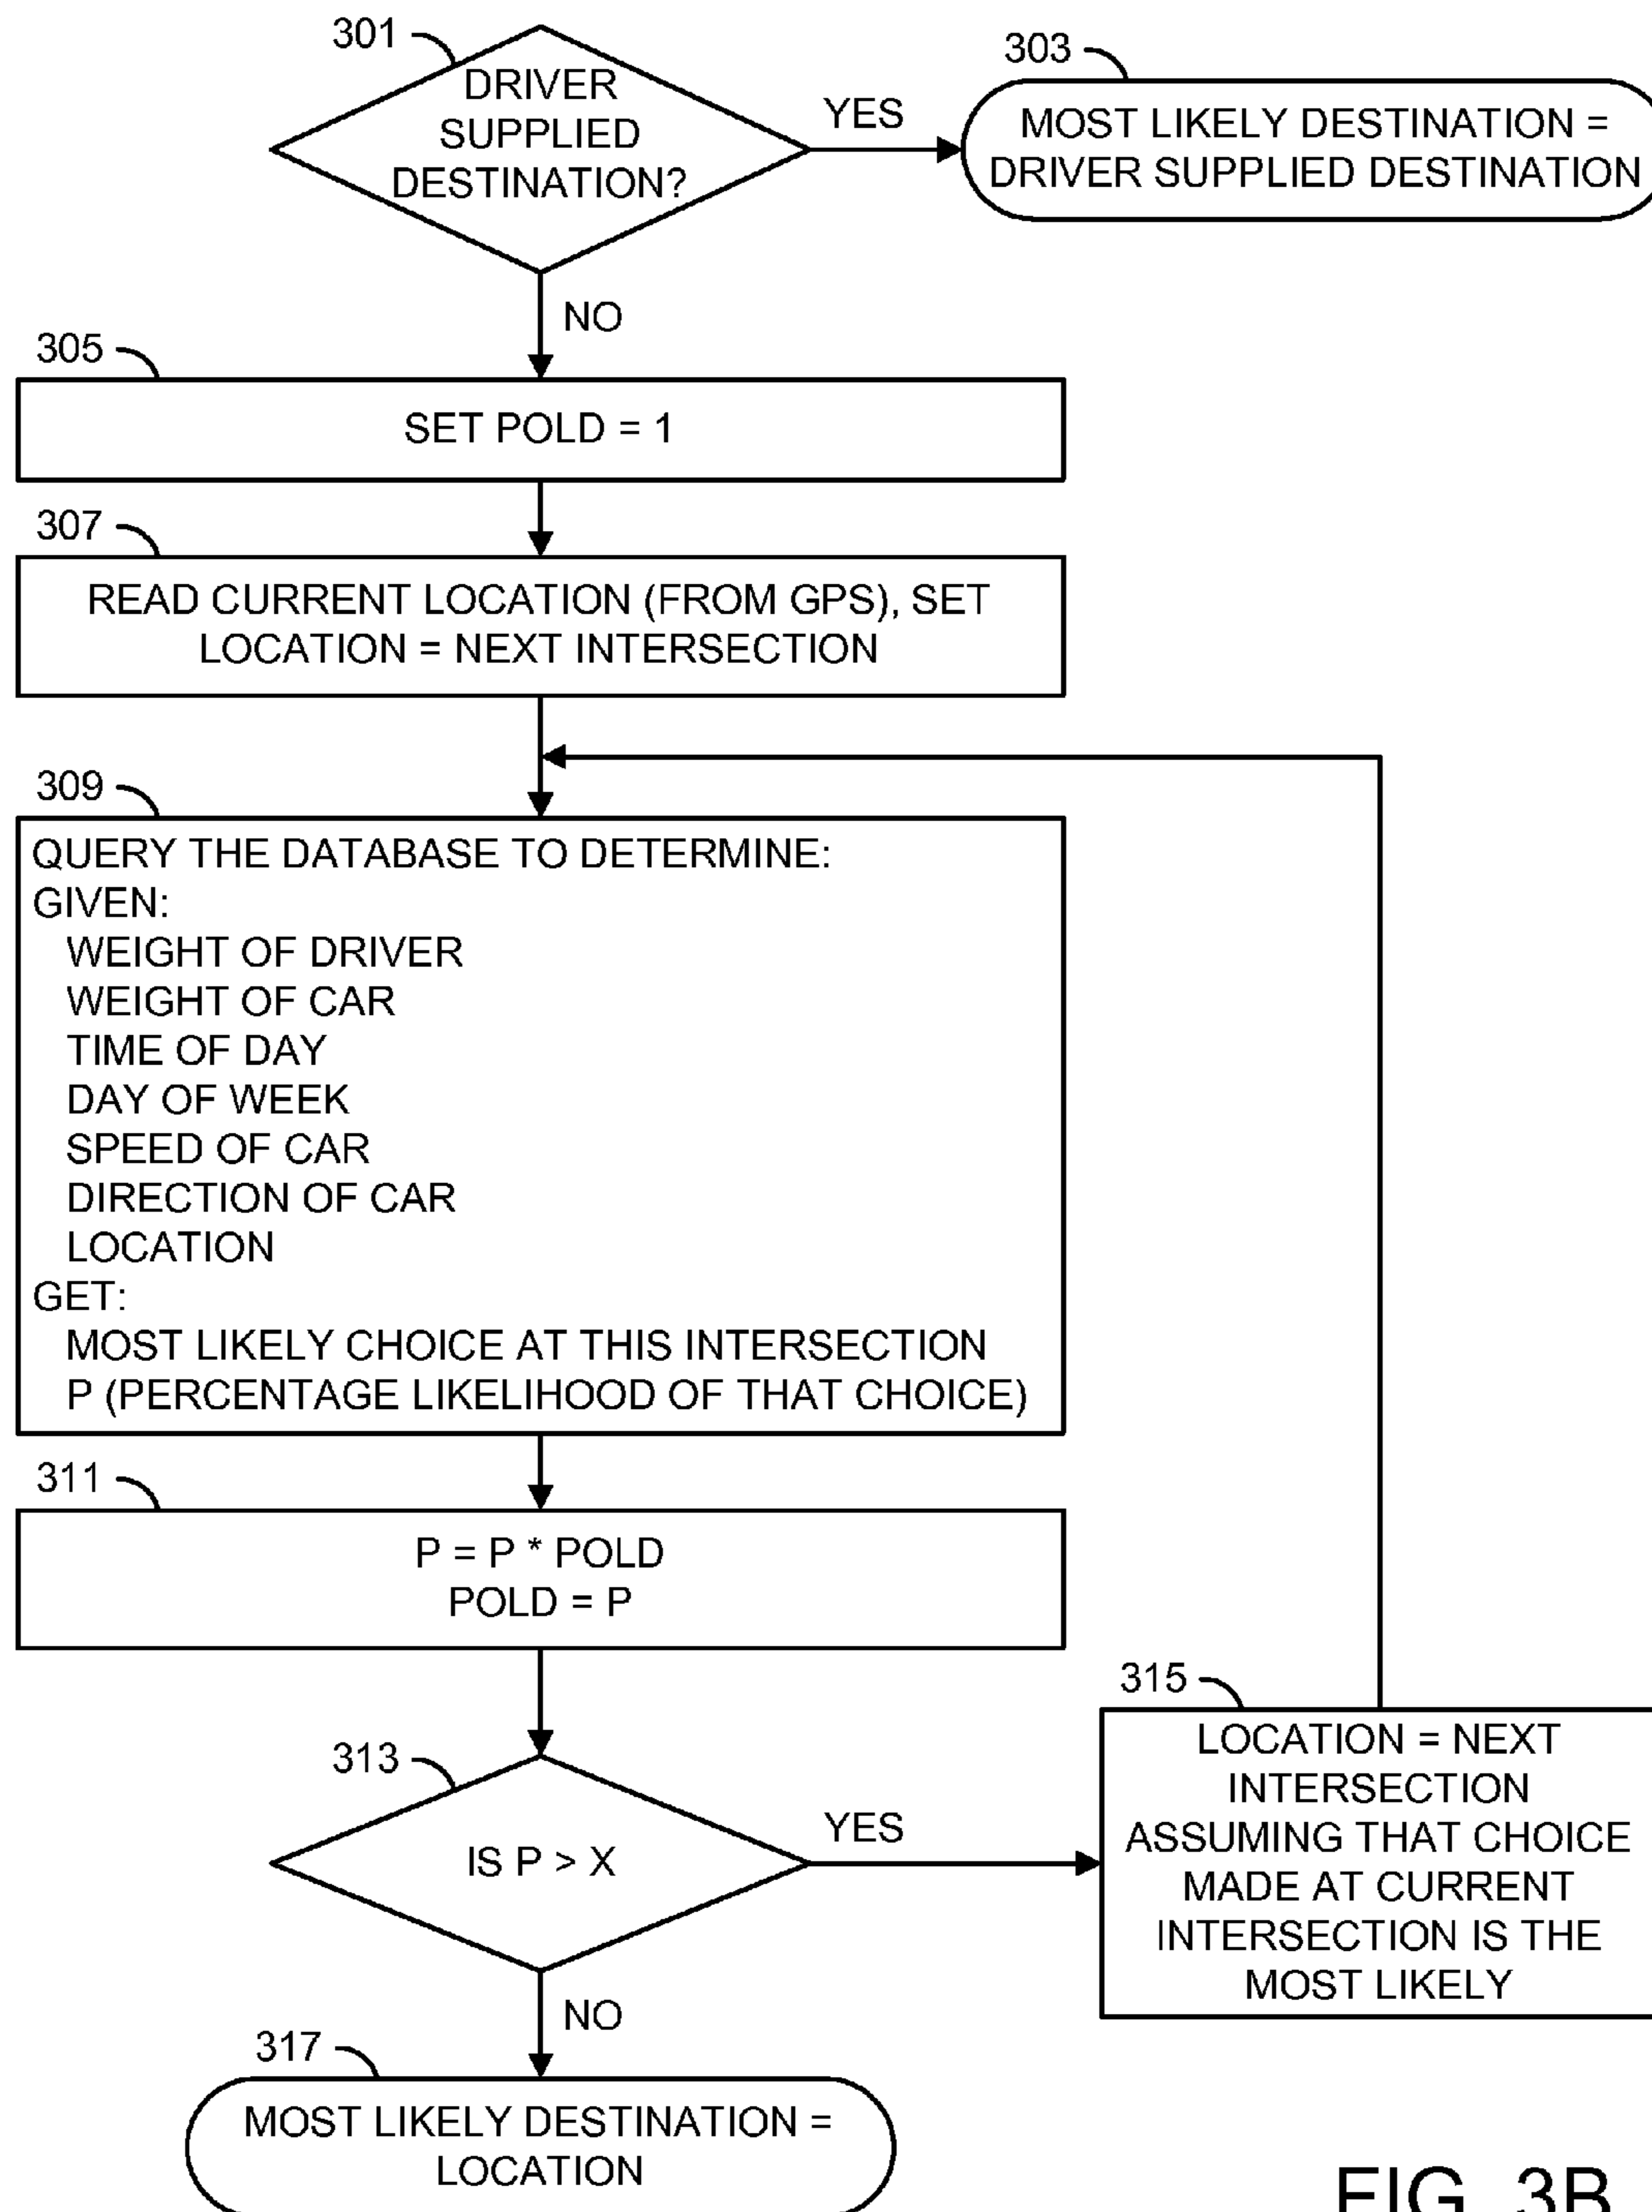 301
DRIVER
SUPPLIED
DESTINATION?
YES
303
MOST LIKELY DESTINATION =
DRIVER SUPPLIED DESTINATION
NO
305
SET POLD = 1
307
READ CURRENT LOCATION (FROM GPS), SET
LOCATION = NEXT INTERSECTION
309
QUERY THE DATABASE TO DETERMINE:
GIVEN:
WEIGHT OF DRIVER
WEIGHT OF CAR
TIME OF DAY
DAY OF WEEK
SPEED OF CAR
DIRECTION OF CAR
LOCATION
GET:
MOST LIKELY CHOICE AT THIS INTERSECTION
P (PERCENTAGE LIKELIHOOD OF THAT CHOICE)
311
P = P * POLD
POLD = P
313
IS P > X
YES
315
LOCATION = NEXT
INTERSECTION
ASSUMING THAT CHOICE
MADE AT CURRENT
INTERSECTION IS THE
MOST LIKELY
NO
317
MOST LIKELY DESTINATION =
LOCATION
FIG. 3B